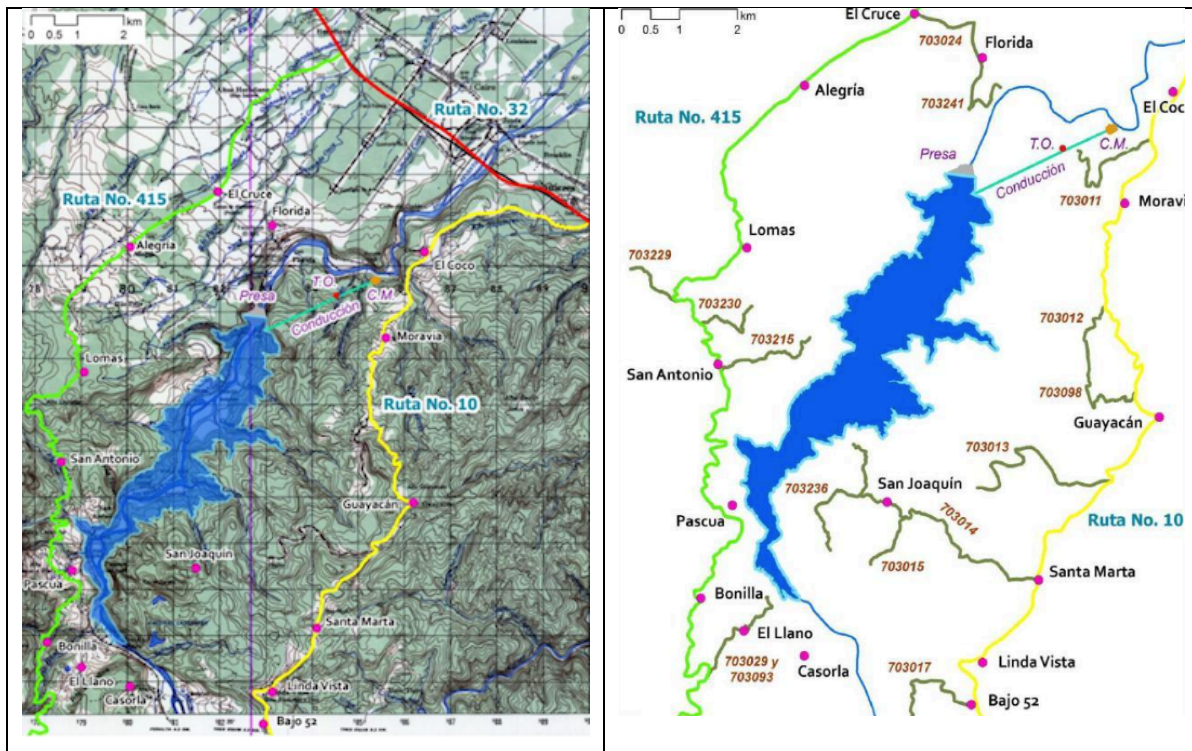 0 0.5 1 2
km
Ruta No. 32
Ruta No. 415
El Cruce
Florida
Alegría
El Coco
Presa
T.O.
C.M.
Conducción
Moravia
Lomas
Ruta No. 10
San Antonio
Guayacán
San Joaquín
Pascua
Santa Marta
Bonilla
El Llano
Linda Vista
Casorla
Bajo 52
0 0.5 1 2
km
El Cruce
703024
Florida
Alegría
703241
El Coco
Ruta No. 415
T.O.
C.M.
Presa
Conducción
703011
Moravi
Lomas
703229
703230
703012
703215
San Antonio
703098
Guayacán
703013
703236
San Joaquín
Pascua
703014
Ruta No. 10
703015
Santa Marta
Bonilla
El Llano
703029 y
703093
Casorla
703017
Linda Vista
Bajo 52